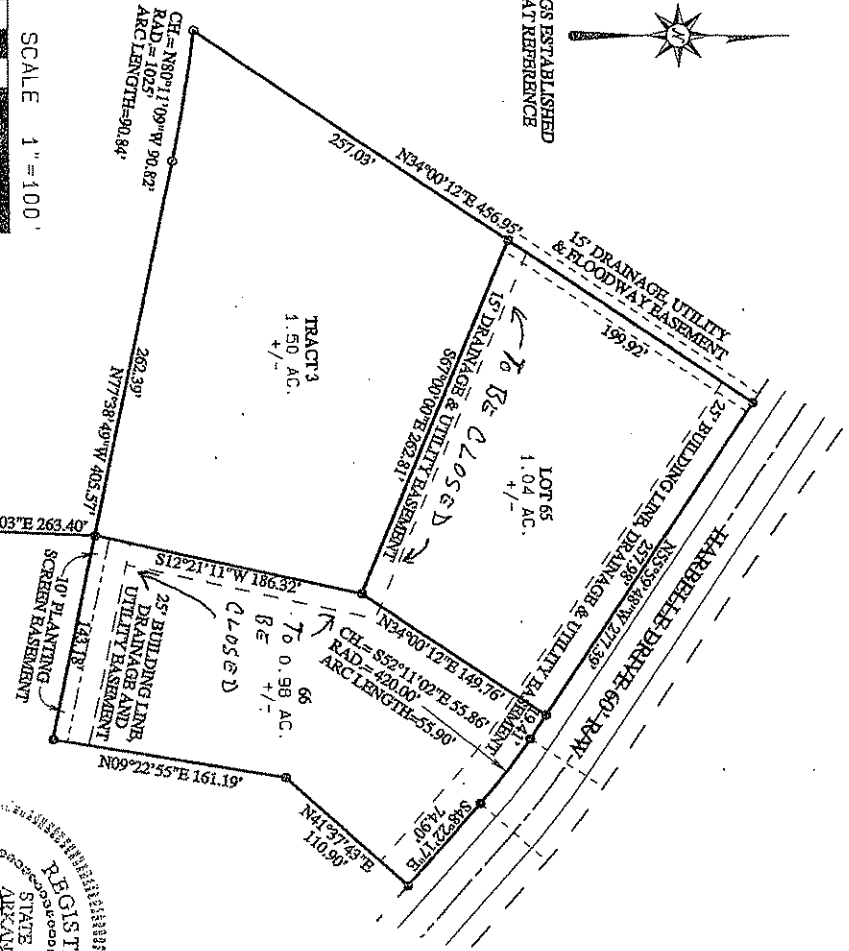 GS ESTABLISHED
AT REFERENCE
N
SCALE 1"=100'
CH.= N80°11'09"W 90.82'
RAD.= 1025'
ARC LENGTH=90.84'
257.03'
N34°00'12"E 456.95'
15' DRAINAGE, UTILITY
& FLOODWAY EASEMENT
199.92'
TRACT 3
1.50 AC.
+/-
S67°00'00"E 262.81'
15' DRAINAGE & UTILITY EASEMENT
TO BE CLOSED
LOT 65
1.04 AC.
+/-
25' BUILDING LINE, DRAINAGE & UTILITY EASEMENT
257.98'
N55°59'48"W 277.39'
HARBELLE DRIVE 60' R/W
262.39'
N77°38'49"W 405.57'
03"E 263.40'
S12°21'11"W 186.32'
N34°00'12"E 149.76'
19.41'
CH.= S52°11'02"E 55.86'
RAD.= 420.00'
ARC LENGTH=55.90'
66
0.98 AC.
+/-
TO
BE
CLOSED
S48°22'17"E
74.90'
25' BUILDING LINE,
DRAINAGE AND
UTILITY EASEMENT
10' PLANTING
SCREEN EASEMENT
143.18'
N09°22'55"E 161.19'
N41°37'43"E
110.90'
REGIST
STATE
ARKAN